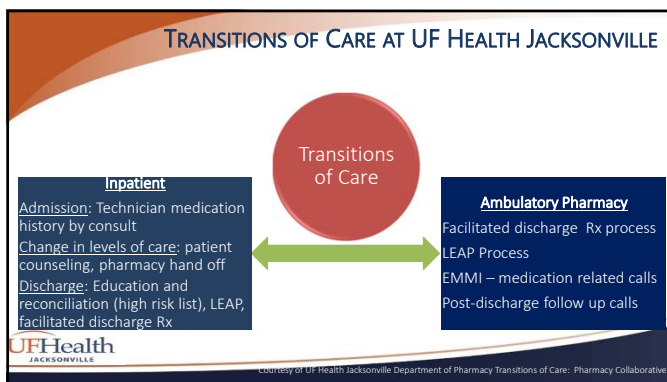 TRANSITIONS OF CARE AT UF HEALTH JACKSONVILLE
Transitions
of Care
Inpatient
Admission: Technician medication
history by consult
Change in levels of care: patient
counseling, pharmacy hand off
Discharge: Education and
reconciliation (high risk list), LEAP,
facilitated discharge Rx
Ambulatory Pharmacy
Facilitated discharge Rx process
LEAP Process
EMMI – medication related calls
Post-discharge follow up calls
UFHealth
JACKSONVILLE
Courtesy of UF Health Jacksonville Department of Pharmacy Transitions of Care: Pharmacy Collaborative